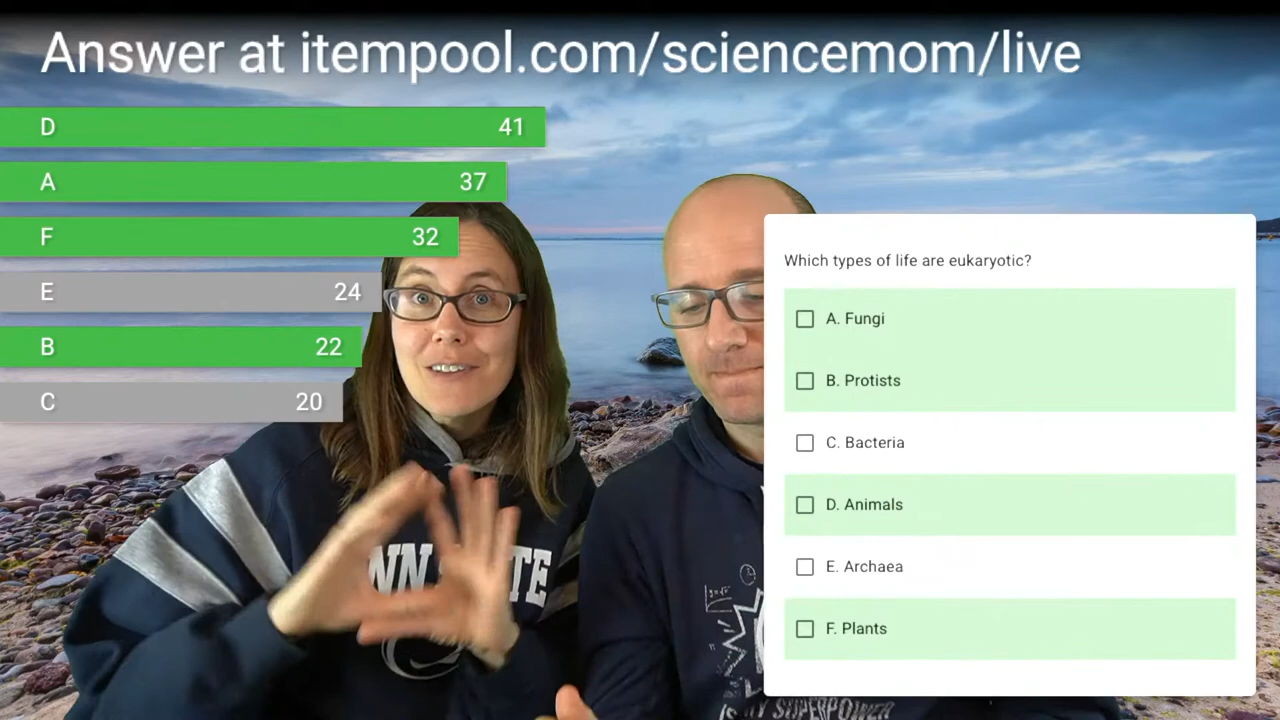 Answer at itempool.com/sciencemom/live
D 41
A 37
F 32
E 24
B 22
C 20
Which types of life are eukaryotic?
A. Fungi
B. Protists
C. Bacteria
D. Animals
E. Archaea
F. Plants
SUPERPOWER